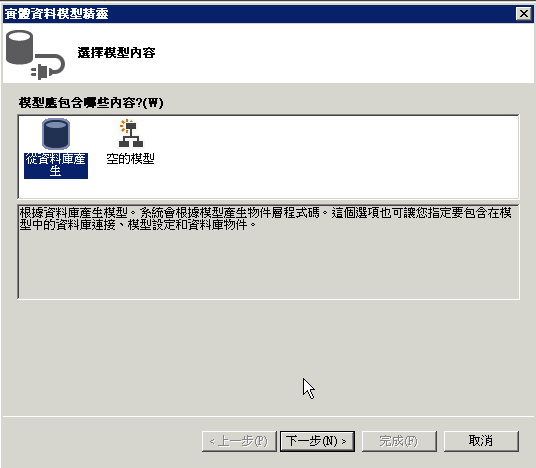 實體資料模型精靈
選擇模型內容
模型應包含哪些內容?(W)
從資料庫產
生
空的模型
根據資料庫產生模型。系統會根據模型產生物件層程式碼。這個選項也可讓您指定要包含在模
型中的資料庫連接、模型設定和資料庫物件。
< 上一步(P)
下一步(N) >
完成(F)
取消